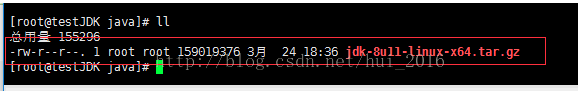 [root@testJDK java]# ll
总用量 155296
-rw-r--r--. 1 root root 159019376 3月  24 18:36 jdk-8u11-linux-x64.tar.gz
[root@testJDK java]#
http://blog.csdn.net/hui_2016